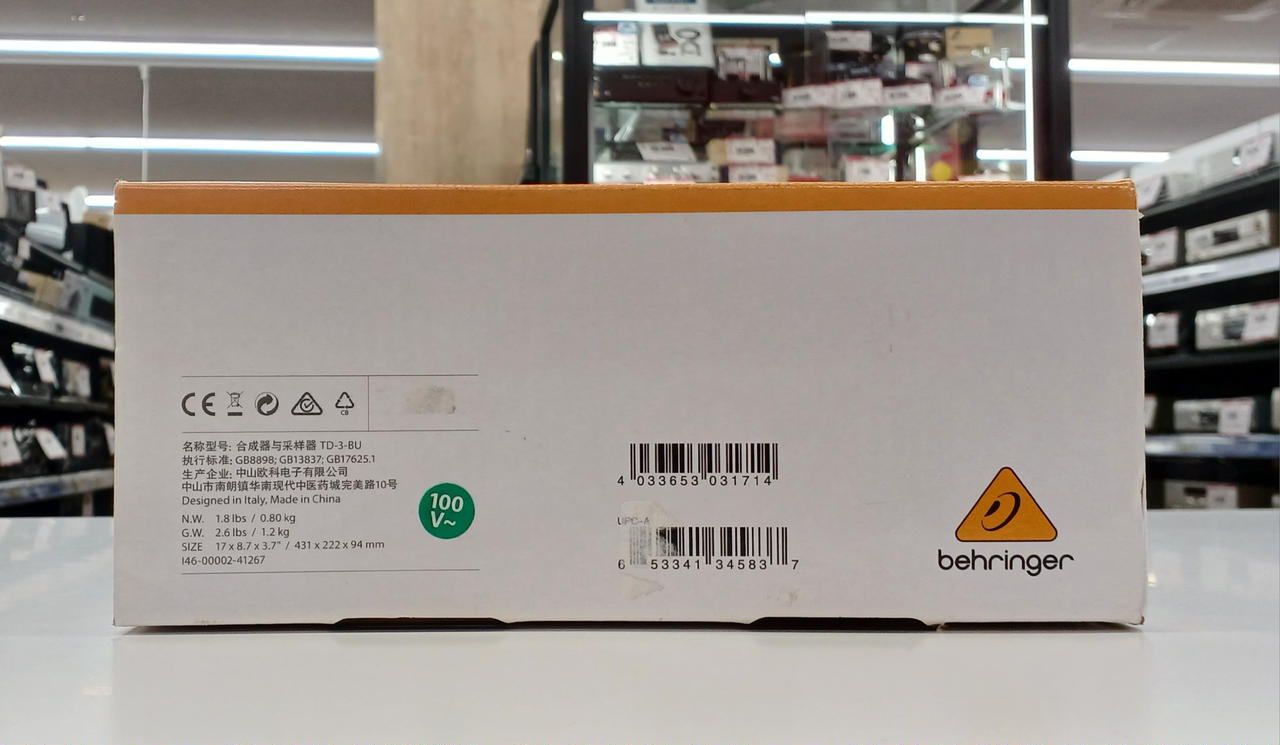 CE
CB
名称型号: 合成器与采样器 TD-3-BU
执行标准: GB8898; GB13837; GB17625.1
生产企业: 中山欧科电子有限公司
中山市南朗镇华南现代中医药城完美路10号
Designed in Italy, Made in China
N.W. 1.8 lbs / 0.80 kg
G.W. 2.6 lbs / 1.2 kg
SIZE 17 x 8.7 x 3.7" / 431 x 222 x 94 mm
I46-00002-41267
100
V~
4 033653 031714
UPC-A
6 53341 34583 7
behringer